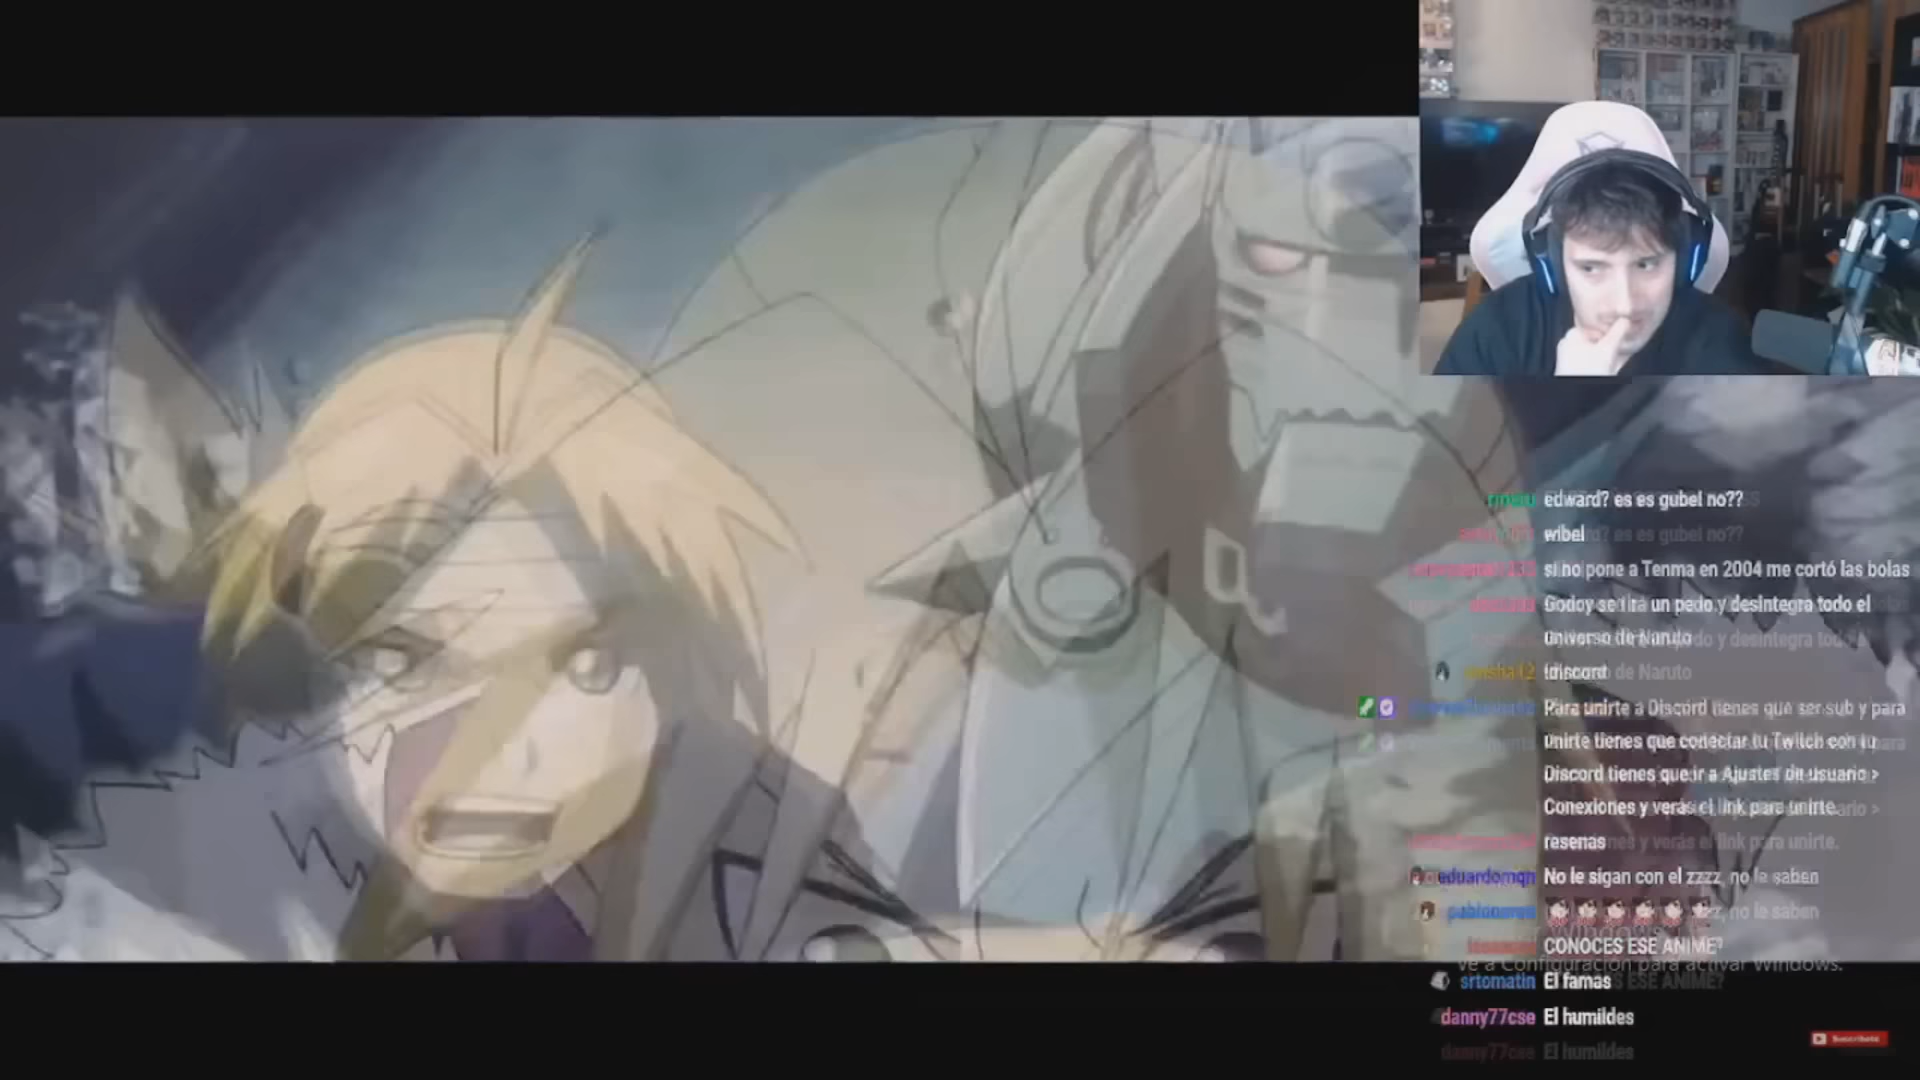 edward? es es gubel no??
wibel
si no pone a Tenma en 2004 me cortó las bolas
Godoy se tira un pedo y desintegra todo el
universo de Naruto
!discord
Para unirte a Discord tienes que ser sub y para
unirte tienes que conectar tu Twitch con tu
Discord tienes que ir a Ajustes de usuario >
Conexiones y verás el link para unirte.
resenas
eduardomqn No le sigan con el zzzz, no le saben
CONOCES ESE ANIME?
Ve a Configuración para activar Windows.
srtomatin El famas
danny77cse El humildes
danny77cse El humildes
Suscribete